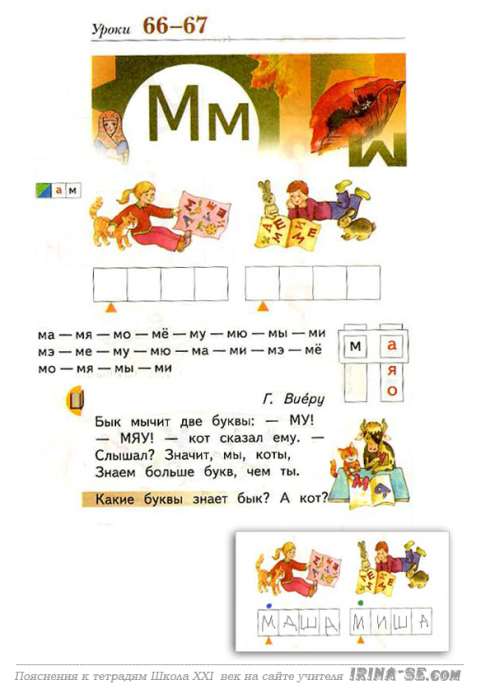 Уроки 66–67
Мм
а м
ма — мя — мо — мё — му — мю — мы — ми
мэ — ме — му — мю — ма — ми — мэ — мё
мо — мя — мы — ми
м а
я
о
Г. Виеру
Бык мычит две буквы: — МУ!
— МЯУ! — кот сказал ему. —
Слышал? Значит, мы, коты,
Знаем больше букв, чем ты.
Какие буквы знает бык? А кот?
МАША МИША
Пояснения к тетрадям Школа XXI век на сайте учителя IRINA-SE.COM